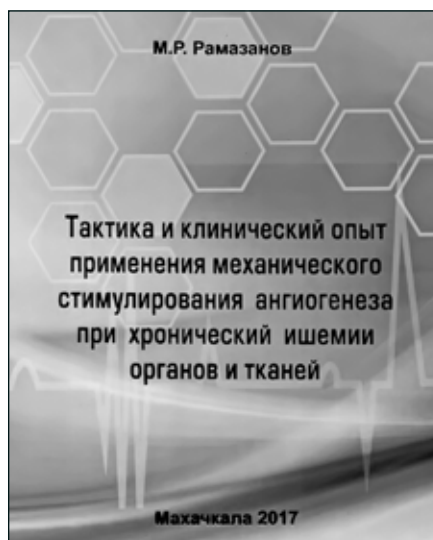 М.Р. Рамазанов
Тактика и клинический опыт
применения механического
стимулирования ангиогенеза
при хронический ишемии
органов и тканей
Махачкала 2017